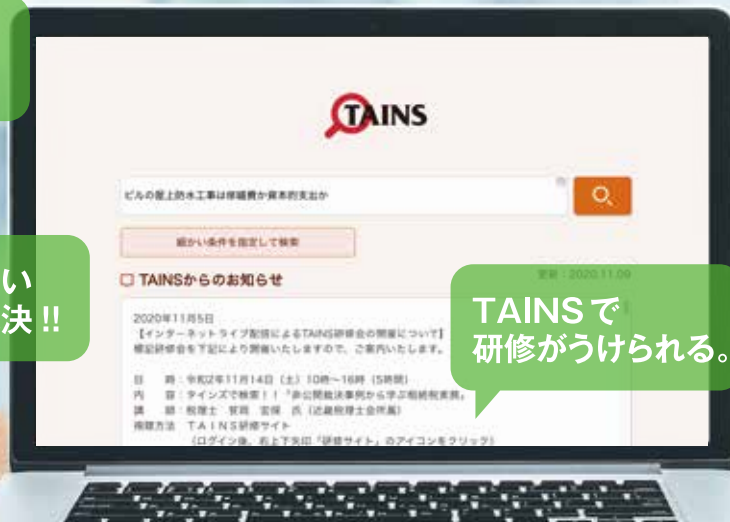 TAINS
ビルの屋上防水工事は修繕費か資本的支出か
細かい条件を指定して検索
TAINSからのお知らせ
更新:2020.11.09
2020年11月5日
【インターネットライブ配信によるTAINS研修会の開催について】
標記研修会を下記により開催いたしますので、ご案内いたします。
日 時:令和2年11月14日(土)10時~16時(5時間)
内 容:タインズで検索!!「非公開裁決事例から学ぶ相続税実務」
講 師:税理士 氏(近畿税理士会所属)
視聴方法 TAINS研修サイト
(ログイン後、右上下矢印「研修サイト」のアイコンをクリック)
い
決!!
TAINSで
研修がうけられる。